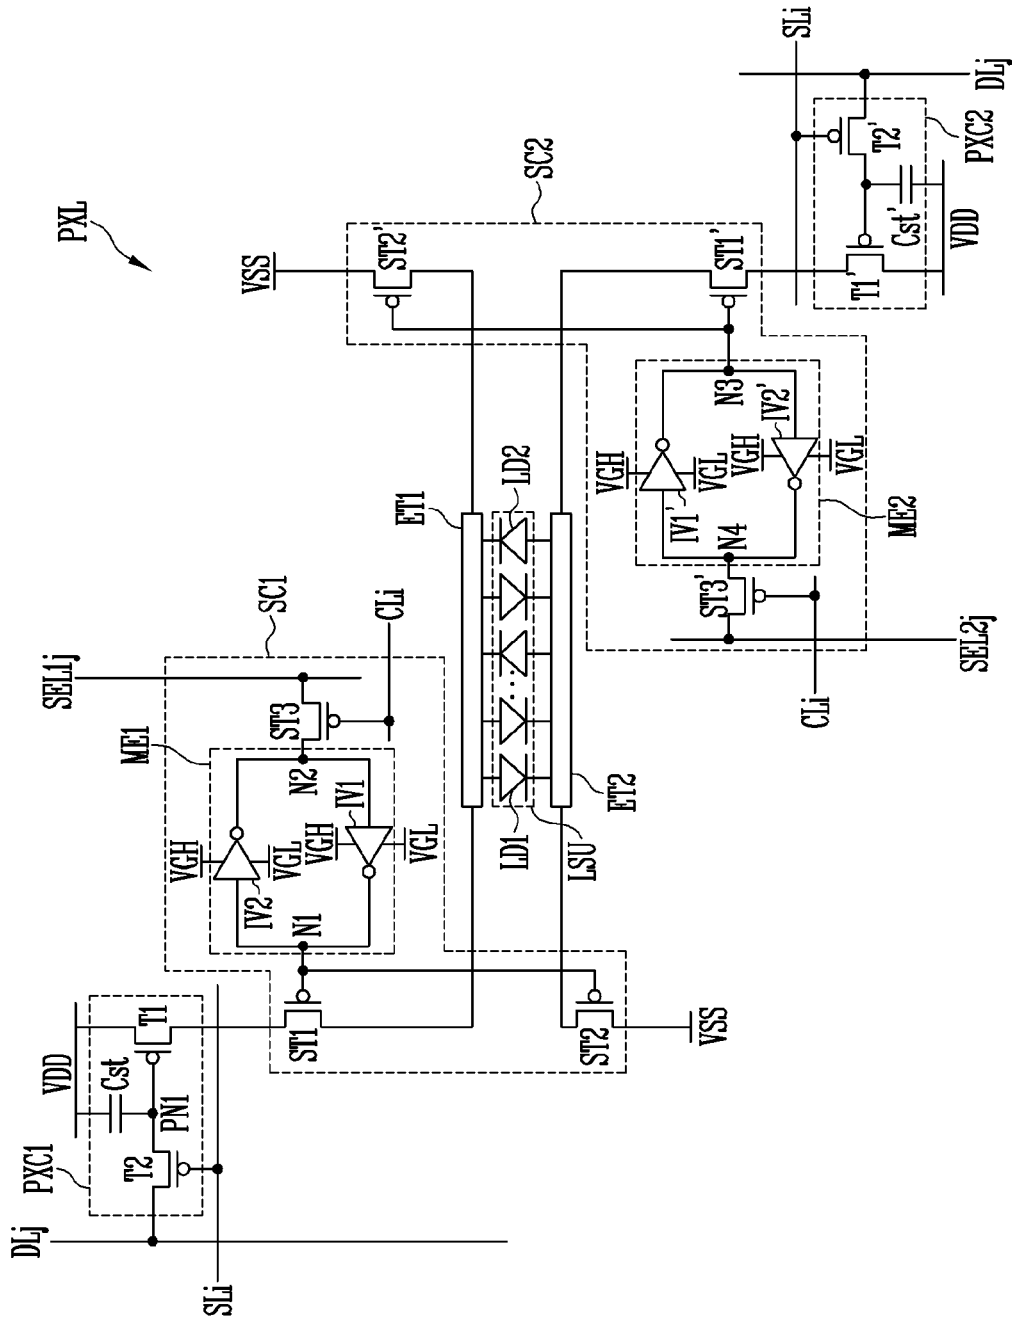 PXL
DLj
SLi
PXC1
T2
PN1
Cst
VDD
T1
ST1
ST2
VSS
SEL1j
SC1
CLi
ME1
ST3
N2
IV1
VGH
VGL
VGH
VGL
IV2
N1
ET1
LD2
LD1
LSU
ET2
VSS
ST2'
SC2
ST1'
N3
IV2'
VGH
VGL
VGH
VGL
IV1'
N4
ME2
ST3'
SEL2j
CLi
SLi
DLj
T2'
PXC2
Cst'
T1'
VDD